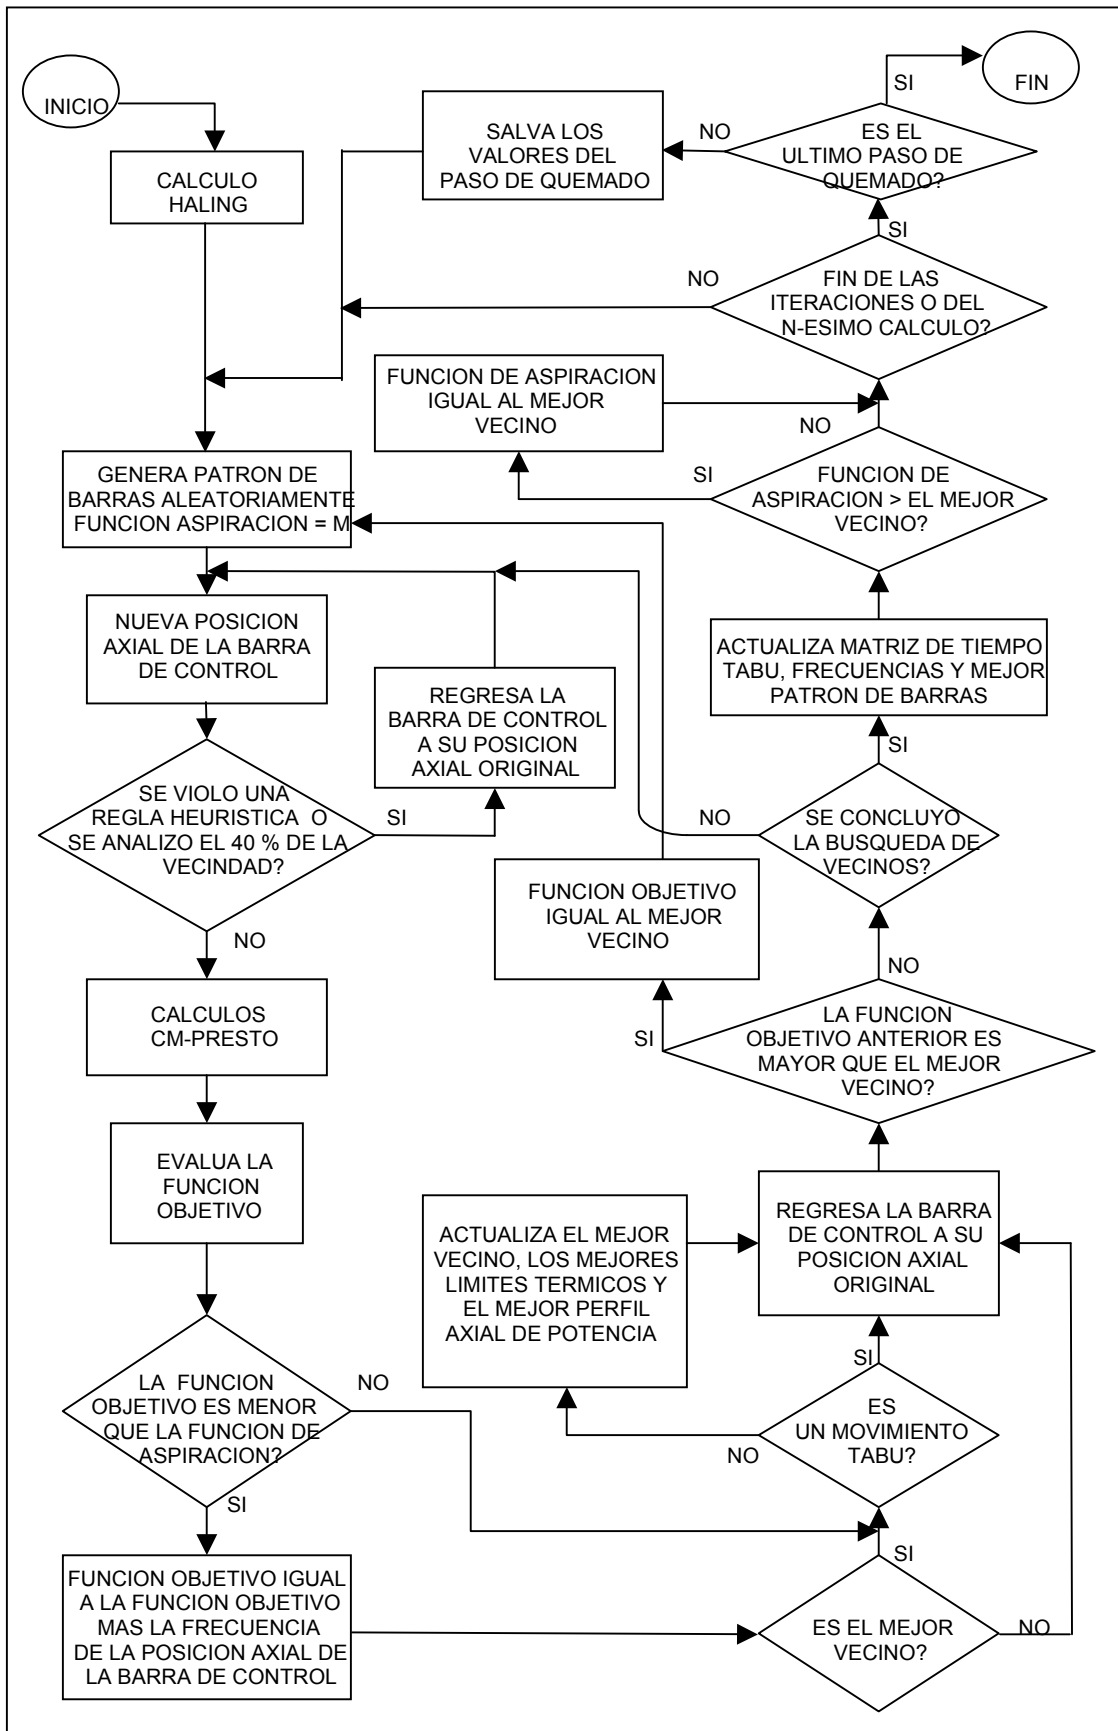 INICIO
CALCULO
HALING
GENERA PATRON DE
BARRAS ALEATORIAMENTE
FUNCION ASPIRACION = M
NUEVA POSICION
AXIAL DE LA BARRA
DE CONTROL
SE VIOLO UNA
REGLA HEURISTICA O
SE ANALIZO EL 40 % DE LA
VECINDAD?
SI
NO
REGRESA LA
BARRA DE CONTROL
A SU POSICION
AXIAL ORIGINAL
CALCULOS
CM-PRESTO
EVALUA LA
FUNCION
OBJETIVO
LA FUNCION
OBJETIVO ES MENOR
QUE LA FUNCION DE
ASPIRACION?
NO
SI
FUNCION OBJETIVO IGUAL
A LA FUNCION OBJETIVO
MAS LA FRECUENCIA
DE LA POSICION AXIAL DE
LA BARRA DE CONTROL
ES EL MEJOR
VECINO?
NO
SI
ES
UN MOVIMIENTO
TABU?
NO
SI
ACTUALIZA EL MEJOR
VECINO, LOS MEJORES
LIMITES TERMICOS Y
EL MEJOR PERFIL
AXIAL DE POTENCIA
REGRESA LA BARRA
DE CONTROL A SU
POSICION AXIAL
ORIGINAL
LA FUNCION
OBJETIVO ANTERIOR ES
MAYOR QUE EL MEJOR
VECINO?
SI
NO
FUNCION OBJETIVO
IGUAL AL MEJOR
VECINO
SE CONCLUYO
LA BUSQUEDA DE
VECINOS?
NO
SI
ACTUALIZA MATRIZ DE TIEMPO
TABU, FRECUENCIAS Y MEJOR
PATRON DE BARRAS
FUNCION DE
ASPIRACION > EL MEJOR
VECINO?
SI
NO
FUNCION DE ASPIRACION
IGUAL AL MEJOR
VECINO
FIN DE LAS
ITERACIONES O DEL
N-ESIMO CALCULO?
NO
SI
ES EL
ULTIMO PASO DE
QUEMADO?
NO
SI
SALVA LOS
VALORES DEL
PASO DE QUEMADO
FIN